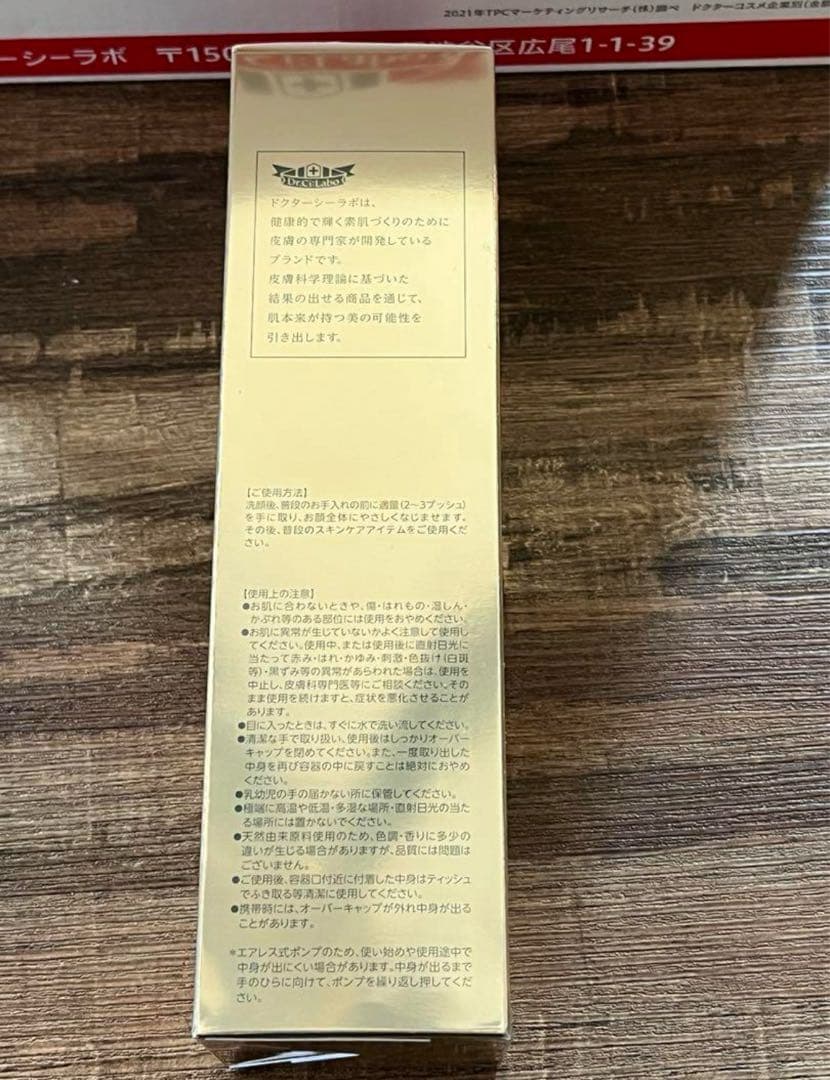 2021年TPCマーケティングリサーチ(株)調べ ドクターコスメ企業別(金額
ーシーラボ 〒150
区広尾1-1-39
Dr.Ci:Labo
ドクターシーラボは、
健康的で輝く素肌づくりのために
皮膚の専門家が開発している
ブランドです。
皮膚科学理論に基づいた
結果の出せる商品を通じて、
肌本来が持つ美の可能性を
引き出します。
【ご使用方法】
洗顔後、普段のお手入れの前に適量(2〜3プッシュ)
を手に取り、お顔全体にやさしくなじませます。
その後、普段のスキンケアアイテムをご使用くだ
さい。
【使用上の注意】
●お肌に合わないときや、傷・はれもの・湿しん・
かぶれ等のある部位には使用をおやめください。
●お肌に異常が生じていないかよく注意して使用し
てください。使用中、または使用後に直射日光に
当たって赤み・はれ・かゆみ・刺激・色抜け(白斑
等)・黒ずみ等の異常があらわれた場合は、使用を
中止し、皮膚科専門医等にご相談ください。その
まま使用を続けますと、症状を悪化させることが
あります。
●目に入ったときは、すぐに水で洗い流してください。
●清潔な手で取り扱い、使用後はしっかりオーバー
キャップを閉めてください。また、一度取り出した
中身を再び容器の中に戻すことは絶対におやめ
ください。
●乳幼児の手の届かない所に保管してください。
●極端に高温や低温・多湿な場所・直射日光の当た
る場所には置かないでください。
●天然由来原料使用のため、色調・香りに多少の
違いが生じる場合がありますが、品質には問題は
ございません。
●ご使用後、容器口付近に付着した中身はティッシュ
でふき取る等清潔に使用してください。
●携帯時には、オーバーキャップが外れ中身が出る
ことがあります。
*エアレス式ポンプのため、使い始めや使用途中で
中身が出にくい場合があります。中身が出るまで
手のひらに向けて、ポンプを繰り返し押してくだ
さい。